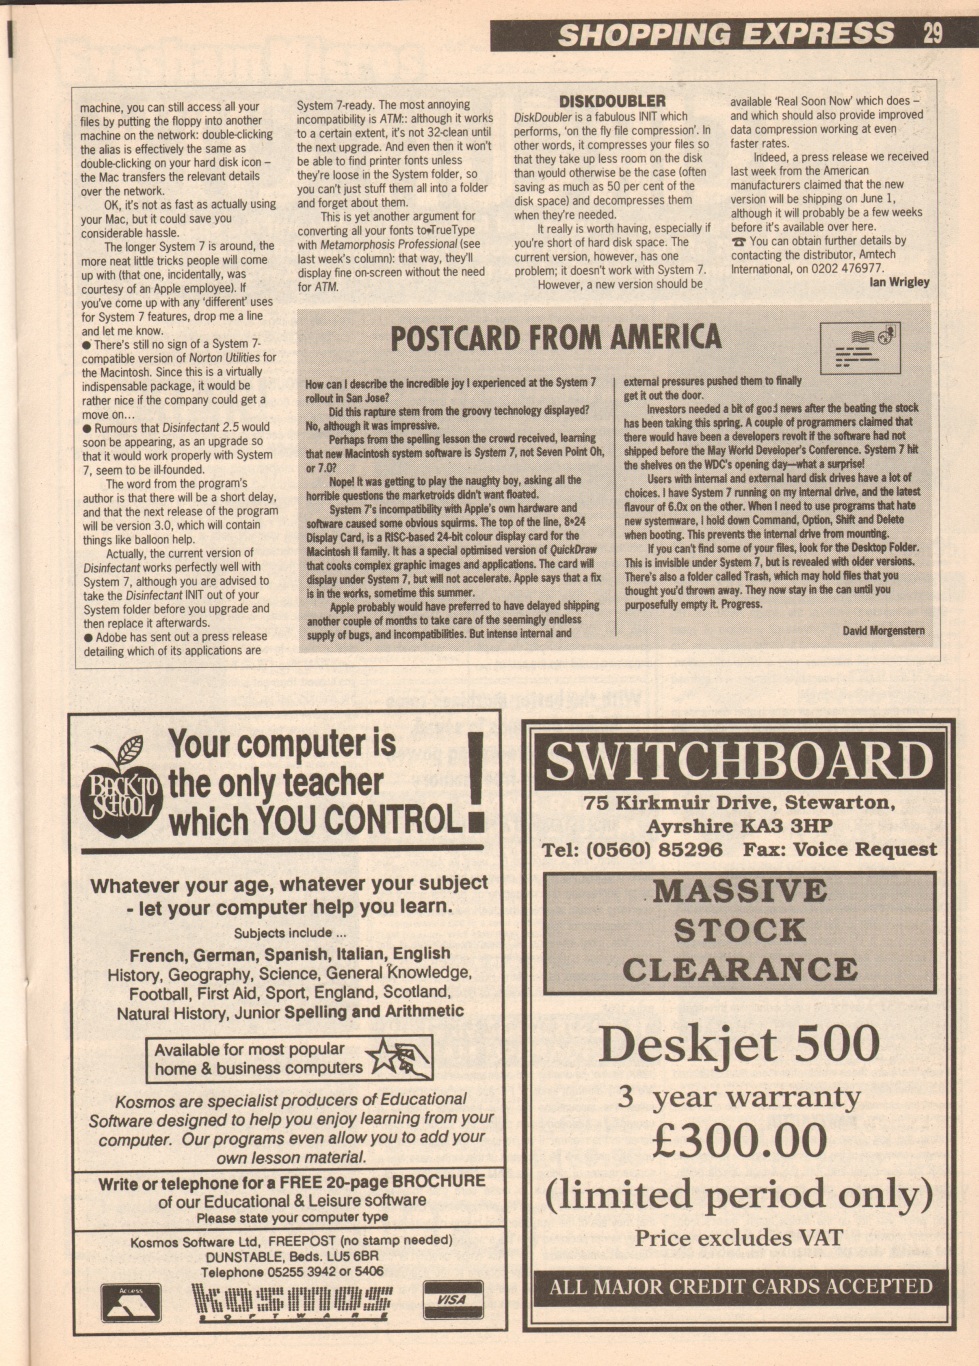 SHOPPING EXPRESS 29
machine, you can still access all your
files by putting the floppy into another
machine on the network: double-clicking
the alias is effectively the same as
double-clicking on your hard disk icon –
the Mac transfers the relevant details
over the network.
OK, it's not as fast as actually using
your Mac, but it could save you
considerable hassle.
The longer System 7 is around, the
more neat little tricks people will come
up with (that one, incidentally, was
courtesy of an Apple employee). If
you've come up with any 'different' uses
for System 7 features, drop me a line
and let me know.
● There's still no sign of a System 7-
compatible version of Norton Utilities for
the Macintosh. Since this is a virtually
indispensable package, it would be
rather nice if the company could get a
move on...
● Rumours that Disinfectant 2.5 would
soon be appearing, as an upgrade so
that it would work properly with System
7, seem to be ill-founded.
The word from the program's
author is that there will be a short delay,
and that the next release of the program
will be version 3.0, which will contain
things like balloon help.
Actually, the current version of
Disinfectant works perfectly well with
System 7, although you are advised to
take the Disinfectant INIT out of your
System folder before you upgrade and
then replace it afterwards.
● Adobe has sent out a press release
detailing which of its applications are
System 7-ready. The most annoying
incompatibility is ATM:: although it works
to a certain extent, it's not 32-clean until
the next upgrade. And even then it won't
be able to find printer fonts unless
they're loose in the System folder, so
you can't just stuff them all into a folder
and forget about them.
This is yet another argument for
converting all your fonts to TrueType
with Metamorphosis Professional (see
last week's column): that way, they'll
display fine on-screen without the need
for ATM.
DISKDOUBLER
DiskDoubler is a fabulous INIT which
performs, 'on the fly file compression'. In
other words, it compresses your files so
that they take up less room on the disk
than would otherwise be the case (often
saving as much as 50 per cent of the
disk space) and decompresses them
when they're needed.
It really is worth having, especially if
you're short of hard disk space. The
current version, however, has one
problem; it doesn't work with System 7.
However, a new version should be
available 'Real Soon Now' which does –
and which should also provide improved
data compression working at even
faster rates.
Indeed, a press release we received
last week from the American
manufacturers claimed that the new
version will be shipping on June 1,
although it will probably be a few weeks
before it's available over here.
☎ You can obtain further details by
contacting the distributor, Amtech
International, on 0202 476977.
Ian Wrigley
POSTCARD FROM AMERICA
How can I describe the incredible joy I experienced at the System 7
rollout in San Jose?
Did this rapture stem from the groovy technology displayed?
No, although it was impressive.
Perhaps from the spelling lesson the crowd received, learning
that new Macintosh system software is System 7, not Seven Point Oh,
or 7.0?
Nope! It was getting to play the naughty boy, asking all the
horrible questions the marketroids didn't want floated.
System 7's incompatibility with Apple's own hardware and
software caused some obvious squirms. The top of the line, 8•24
Display Card, is a RISC-based 24-bit colour display card for the
Macintosh II family. It has a special optimised version of QuickDraw
that cooks complex graphic images and applications. The card will
display under System 7, but will not accelerate. Apple says that a fix
is in the works, sometime this summer.
Apple probably would have preferred to have delayed shipping
another couple of months to take care of the seemingly endless
supply of bugs, and incompatibilities. But intense internal and
external pressures pushed them to finally
get it out the door.
Investors needed a bit of good news after the beating the stock
has been taking this spring. A couple of programmers claimed that
there would have been a developers revolt if the software had not
shipped before the May World Developer's Conference. System 7 hit
the shelves on the WDC's opening day—what a surprise!
Users with internal and external hard disk drives have a lot of
choices. I have System 7 running on my internal drive, and the latest
flavour of 6.0x on the other. When I need to use programs that hate
new systemware, I hold down Command, Option, Shift and Delete
when booting. This prevents the internal drive from mounting.
If you can't find some of your files, look for the Desktop Folder.
This is invisible under System 7, but is revealed with older versions.
There's also a folder called Trash, which may hold files that you
thought you'd thrown away. They now stay in the can until you
purposefully empty it. Progress.
David Morgenstern
BACK TO
SCHOOL
Your computer is
the only teacher
which YOU CONTROL!
Whatever your age, whatever your subject
- let your computer help you learn.
Subjects include ...
French, German, Spanish, Italian, English
History, Geography, Science, General Knowledge,
Football, First Aid, Sport, England, Scotland,
Natural History, Junior Spelling and Arithmetic
Available for most popular
home & business computers
Kosmos are specialist producers of Educational
Software designed to help you enjoy learning from your
computer. Our programs even allow you to add your
own lesson material.
Write or telephone for a FREE 20-page BROCHURE
of our Educational & Leisure software
Please state your computer type
Kosmos Software Ltd, FREEPOST (no stamp needed)
DUNSTABLE, Beds. LU5 6BR
Telephone 05255 3942 or 5406
Access
kosmos
SOFTWARE
VISA
SWITCHBOARD
75 Kirkmuir Drive, Stewarton,
Ayrshire KA3 3HP
Tel: (0560) 85296 Fax: Voice Request
MASSIVE
STOCK
CLEARANCE
Deskjet 500
3 year warranty
£300.00
(limited period only)
Price excludes VAT
ALL MAJOR CREDIT CARDS ACCEPTED